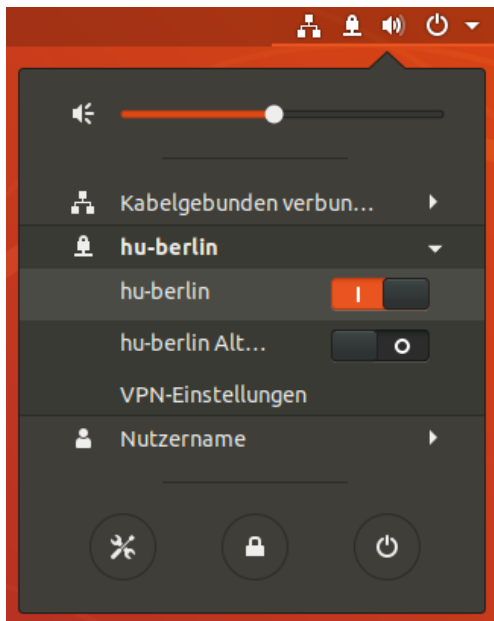 Kabelgebunden verbun...
hu-berlin
hu-berlin
hu-berlin Alt...
VPN-Einstellungen
Nutzername